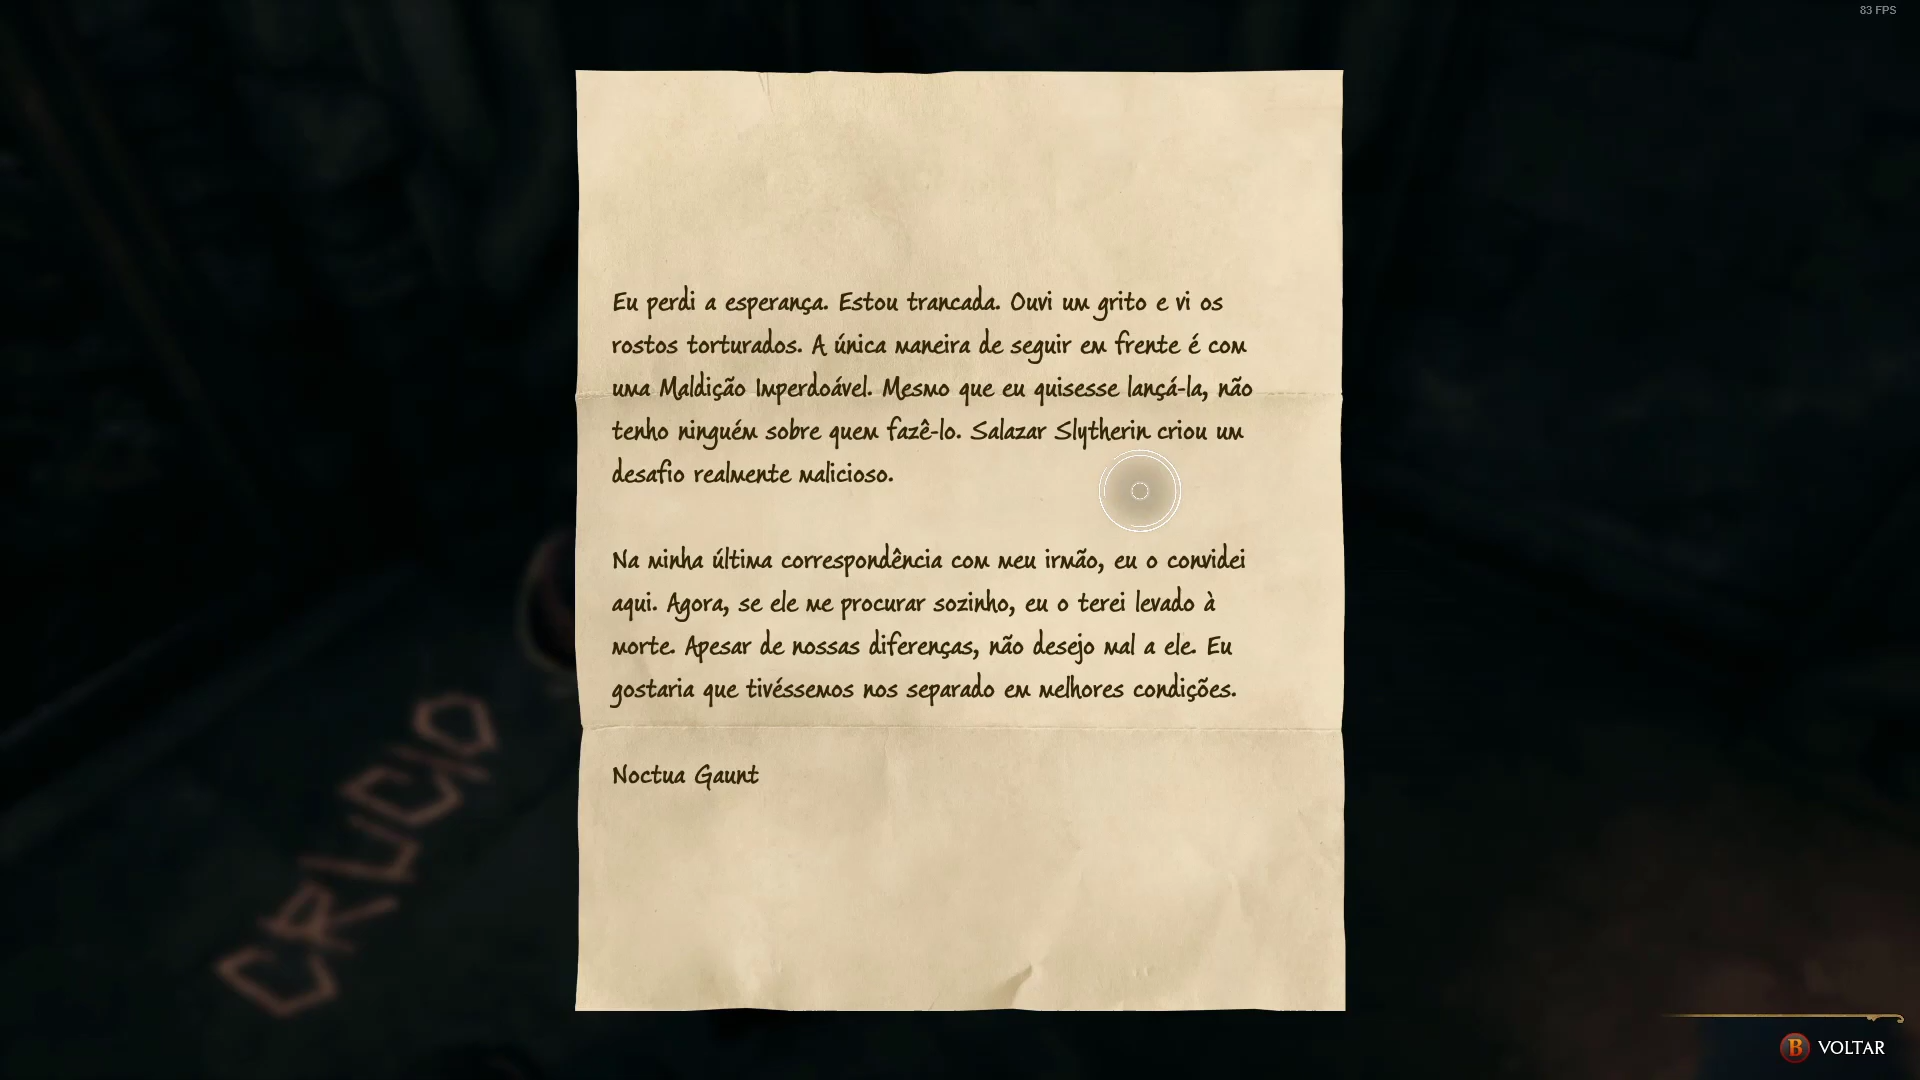 83 FPS
Eu perdi a esperança. Estou trancada. Ouvi um grito e vi os
rostos torturados. A única maneira de seguir em frente é com
uma Maldição Imperdoável. Mesmo que eu quisesse lançá-la, não
tenho ninguém sobre quem fazê-lo. Salazar Slytherin criou um
desafio realmente malicioso.
Na minha última correspondência com meu irmão, eu o convidei
aqui. Agora, se ele me procurar sozinho, eu o terei levado à
morte. Apesar de nossas diferenças, não desejo mal a ele. Eu
gostaria que tivéssemos nos separado em melhores condições.
Noctua Gaunt
CRUCIO
B VOLTAR